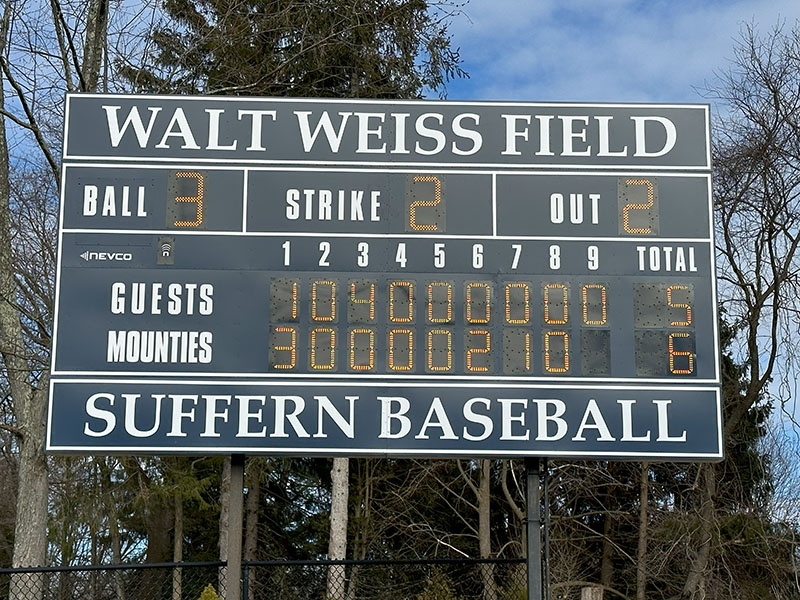 WALT WEISS FIELD
BALL 3 STRIKE 2 OUT 2
NEVCO 1 2 3 4 5 6 7 8 9 TOTAL
GUESTS 1 0 4 0 0 0 0 0 0 5
MOUNTIES 3 0 0 0 0 2 1 0 6
SUFFERN BASEBALL